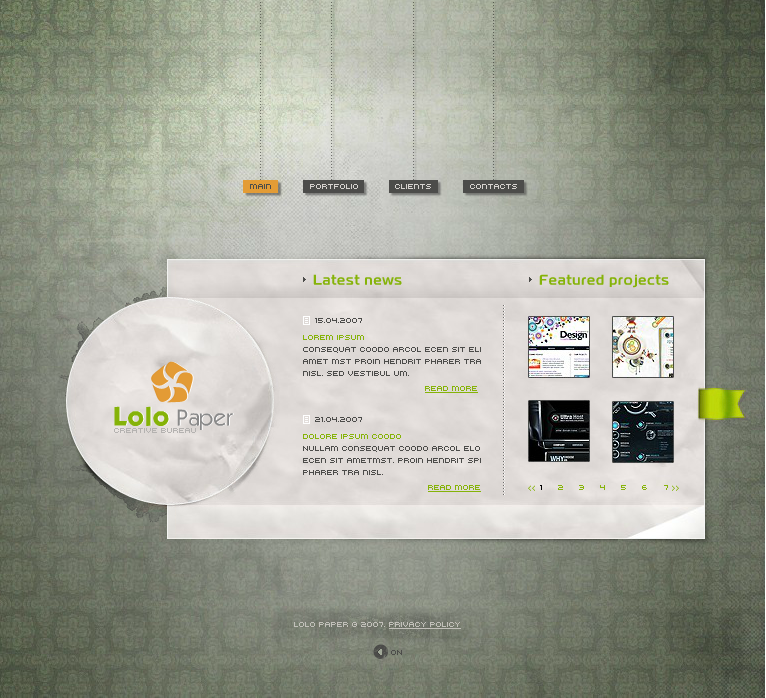 MAIN
PORTFOLIO
CLIENTS
CONTACTS
Latest news
15.04.2007
LOREM IPSUM
CONSEQUAT COODO ARCOL ECEN SIT ELI
AMET MST PROIN HENDRIT PHARER TRA
NISL. SED VESTIBUL UM.
READ MORE
21.04.2007
DOLORE IPSUM COODO
NULLAM CONSEQUAT COODO ARCOL ELO
ECEN SIT AMETMST. PROIN HENDRIT SPI
PHARER TRA NISL.
READ MORE
Featured projects
Design
Ultra Host
WHY
« 1 2 3 4 5 6 7 »
Lolo Paper
CREATIVE BUREAU
LOLO PAPER © 2007. PRIVACY POLICY
ON